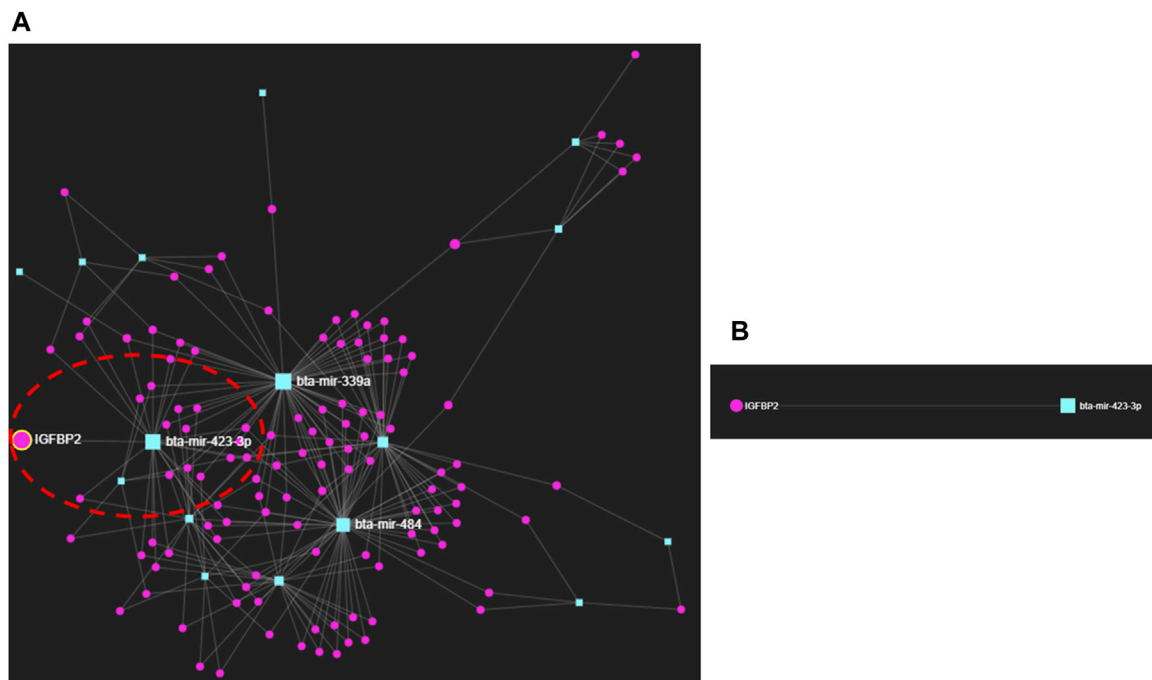 A
bta-mir-339a
IGFBP2
bta-mir-423-3p
bta-mir-484
B
IGFBP2
bta-mir-423-3p